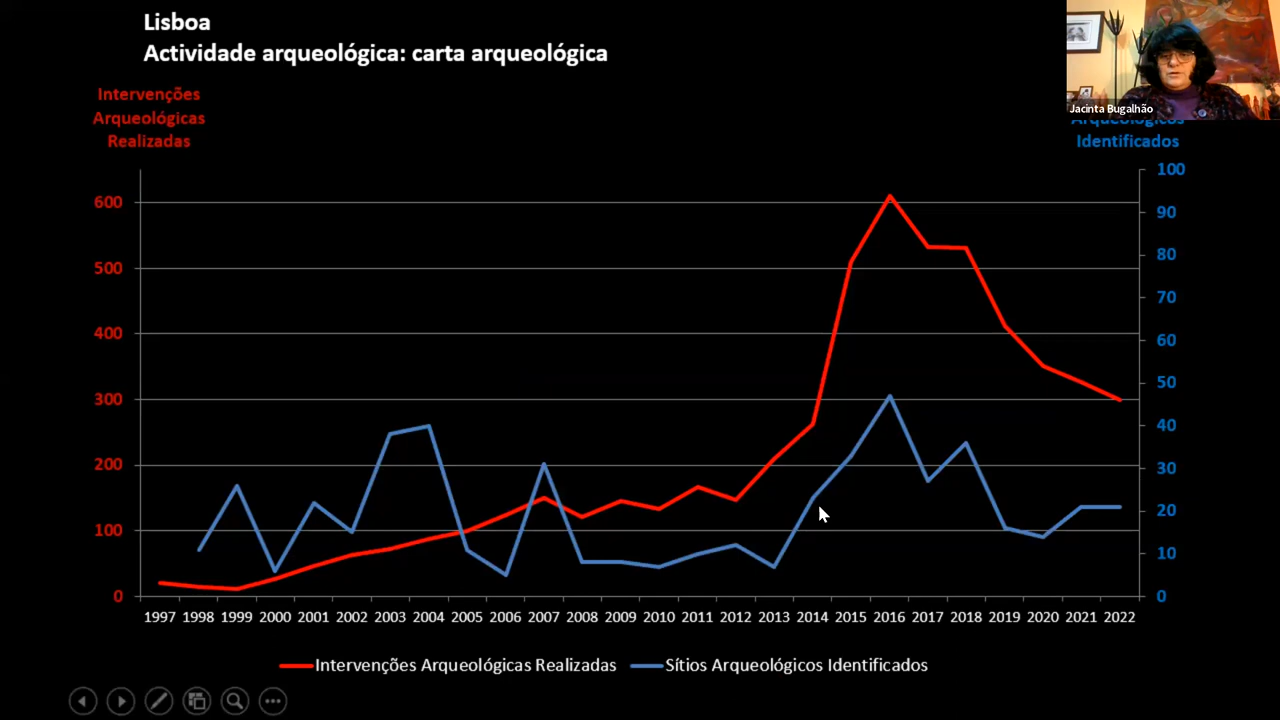 Lisboa
Actividade arqueológica: carta arqueológica
Jacinta Bugalhão
Intervenções
Arqueológicas
Realizadas
Arqueológicos
Identificados
600
500
400
300
200
100
0
100
90
80
70
60
50
40
30
20
10
0
1997 1998 1999 2000 2001 2002 2003 2004 2005 2006 2007 2008 2009 2010 2011 2012 2013 2014 2015 2016 2017 2018 2019 2020 2021 2022
Intervenções Arqueológicas Realizadas Sítios Arqueológicos Identificados